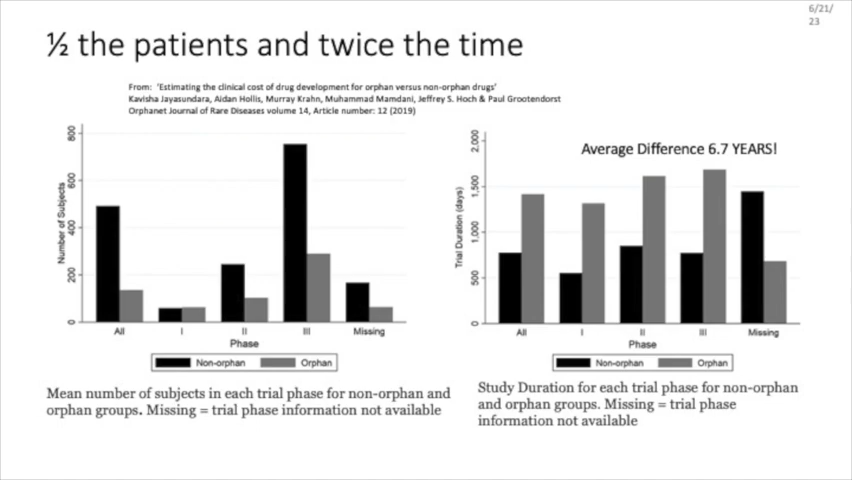 6/21/
23
½ the patients and twice the time
From: 'Estimating the clinical cost of drug development for orphan versus non-orphan drugs'
Kavisha Jayasundara, Aidan Hollis, Murray Krahn, Muhammad Mamdani, Jeffrey S. Hoch & Paul Grootendorst
Orphanet Journal of Rare Diseases volume 14, Article number: 12 (2019)
Number of Subjects
800
600
400
200
0
All I II III Missing
Phase
Non-orphan Orphan
Mean number of subjects in each trial phase for non-orphan and
orphan groups. Missing = trial phase information not available
Average Difference 6.7 YEARS!
Trial Duration (days)
2,000
1,500
1,000
500
0
All I II III Missing
Phase
Non-orphan Orphan
Study Duration for each trial phase for non-orphan
and orphan groups. Missing = trial phase
information not available